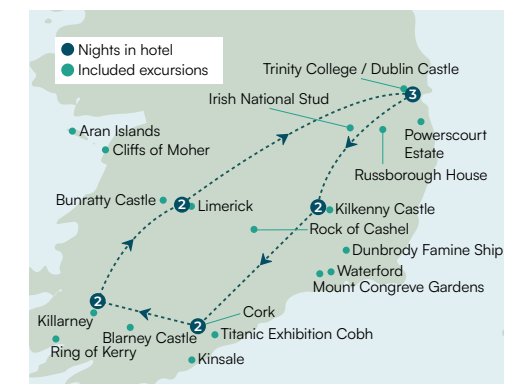 Nights in hotel
Included excursions
Trinity College / Dublin Castle
3
Irish National Stud
Aran Islands
Cliffs of Moher
Powerscourt
Estate
Russborough House
Bunratty Castle
2
Limerick
2
Kilkenny Castle
Rock of Cashel
Dunbrody Famine Ship
Waterford
Mount Congreve Gardens
2
Killarney
Cork
2
Blarney Castle
Titanic Exhibition Cobh
Ring of Kerry
Kinsale